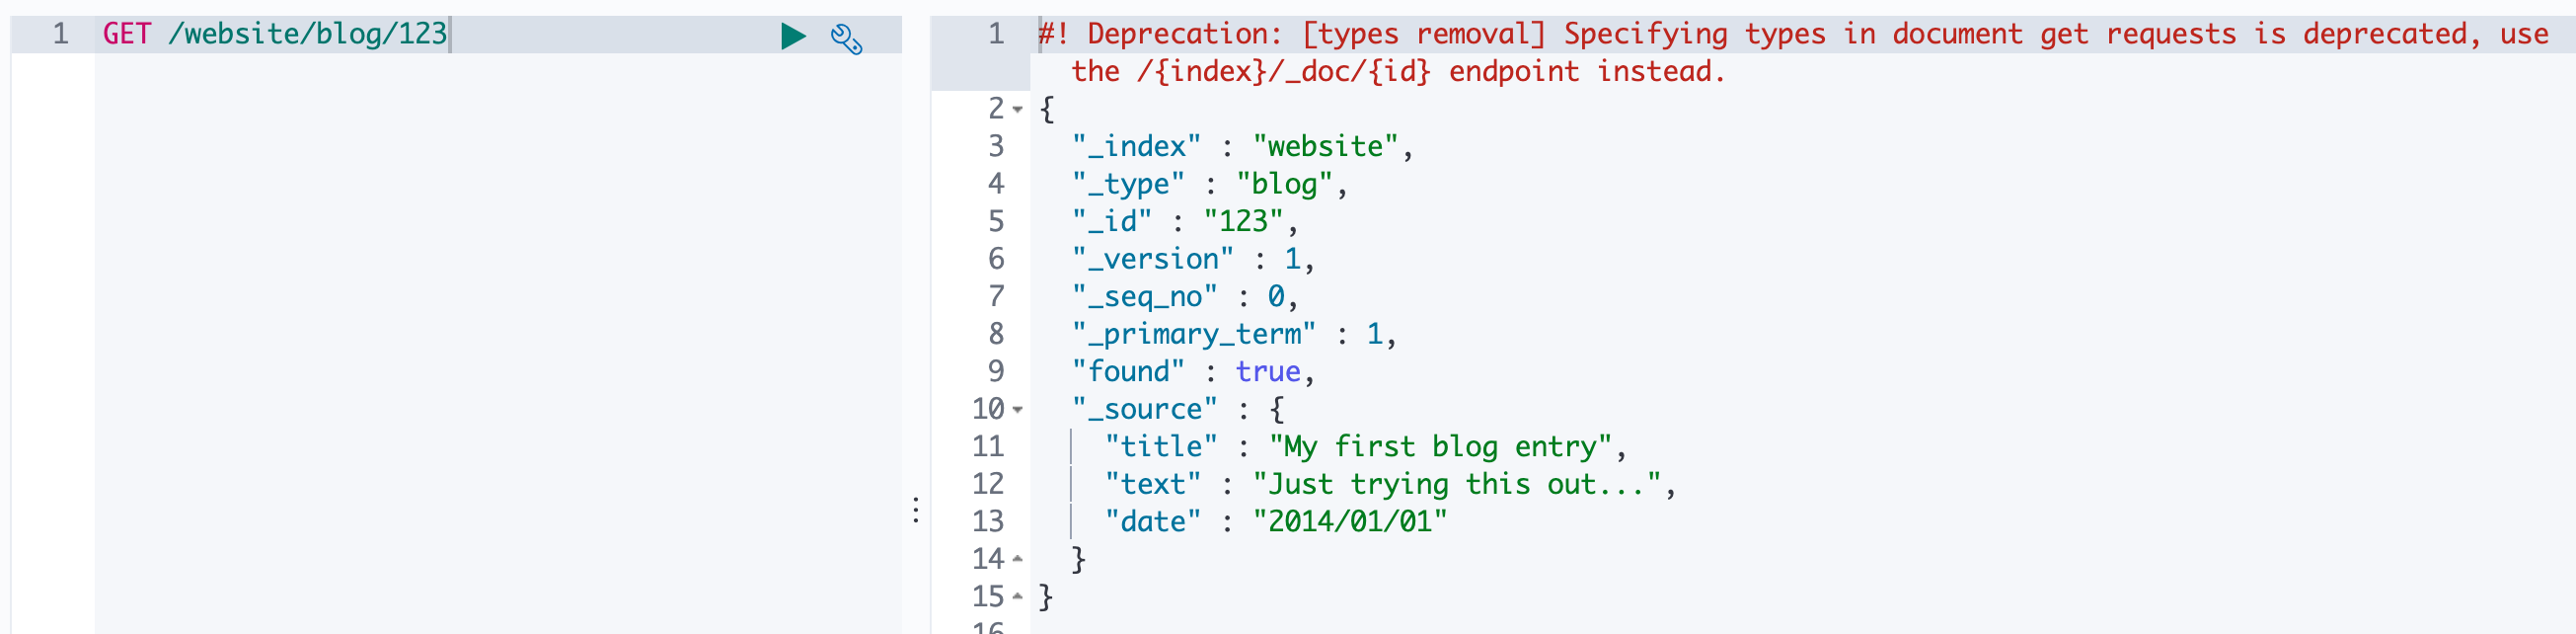 1 GET /website/blog/123
1 #! Deprecation: [types removal] Specifying types in document get requests is deprecated, use
the /{index}/_doc/{id} endpoint instead.
2 {
3 "_index" : "website",
4 "_type" : "blog",
5 "_id" : "123",
6 "_version" : 1,
7 "_seq_no" : 0,
8 "_primary_term" : 1,
9 "found" : true,
10 "_source" : {
11 "title" : "My first blog entry",
12 "text" : "Just trying this out...",
13 "date" : "2014/01/01"
14 }
15 }
16